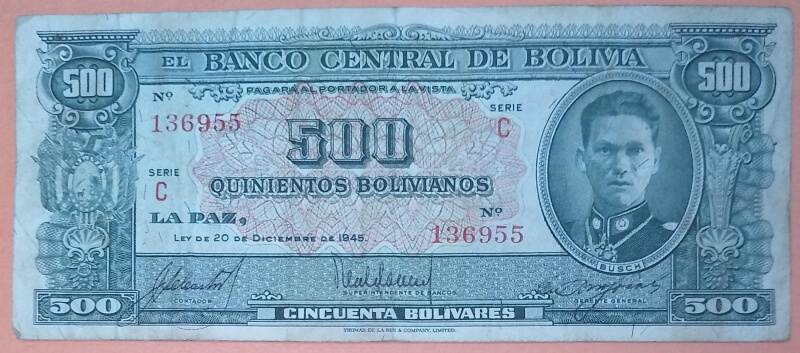 EL BANCO CENTRAL DE BOLIVIA
500
500
PAGARA AL PORTADOR A LA VISTA
Nº
136955
SERIE
C
500
SERIE
C
QUINIENTOS BOLIVIANOS
LA PAZ,
Nº
136955
LEY DE 20 DE DICIEMBRE DE 1945.
BUSCH
CONTADOR
SUPERINTENDENTE DE BANCOS
GERENTE GENERAL
500
CINCUENTA BOLIVARES
500
THOMAS DE LA RUE & COMPANY, LIMITED.